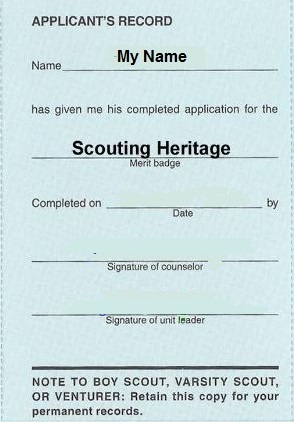 APPLICANT'S RECORD
Name My Name
has given me his completed application for the
Scouting Heritage
Merit badge
Completed on by
Date
Signature of counselor
Signature of unit leader
NOTE TO BOY SCOUT, VARSITY SCOUT,
OR VENTURER: Retain this copy for your
permanent records.